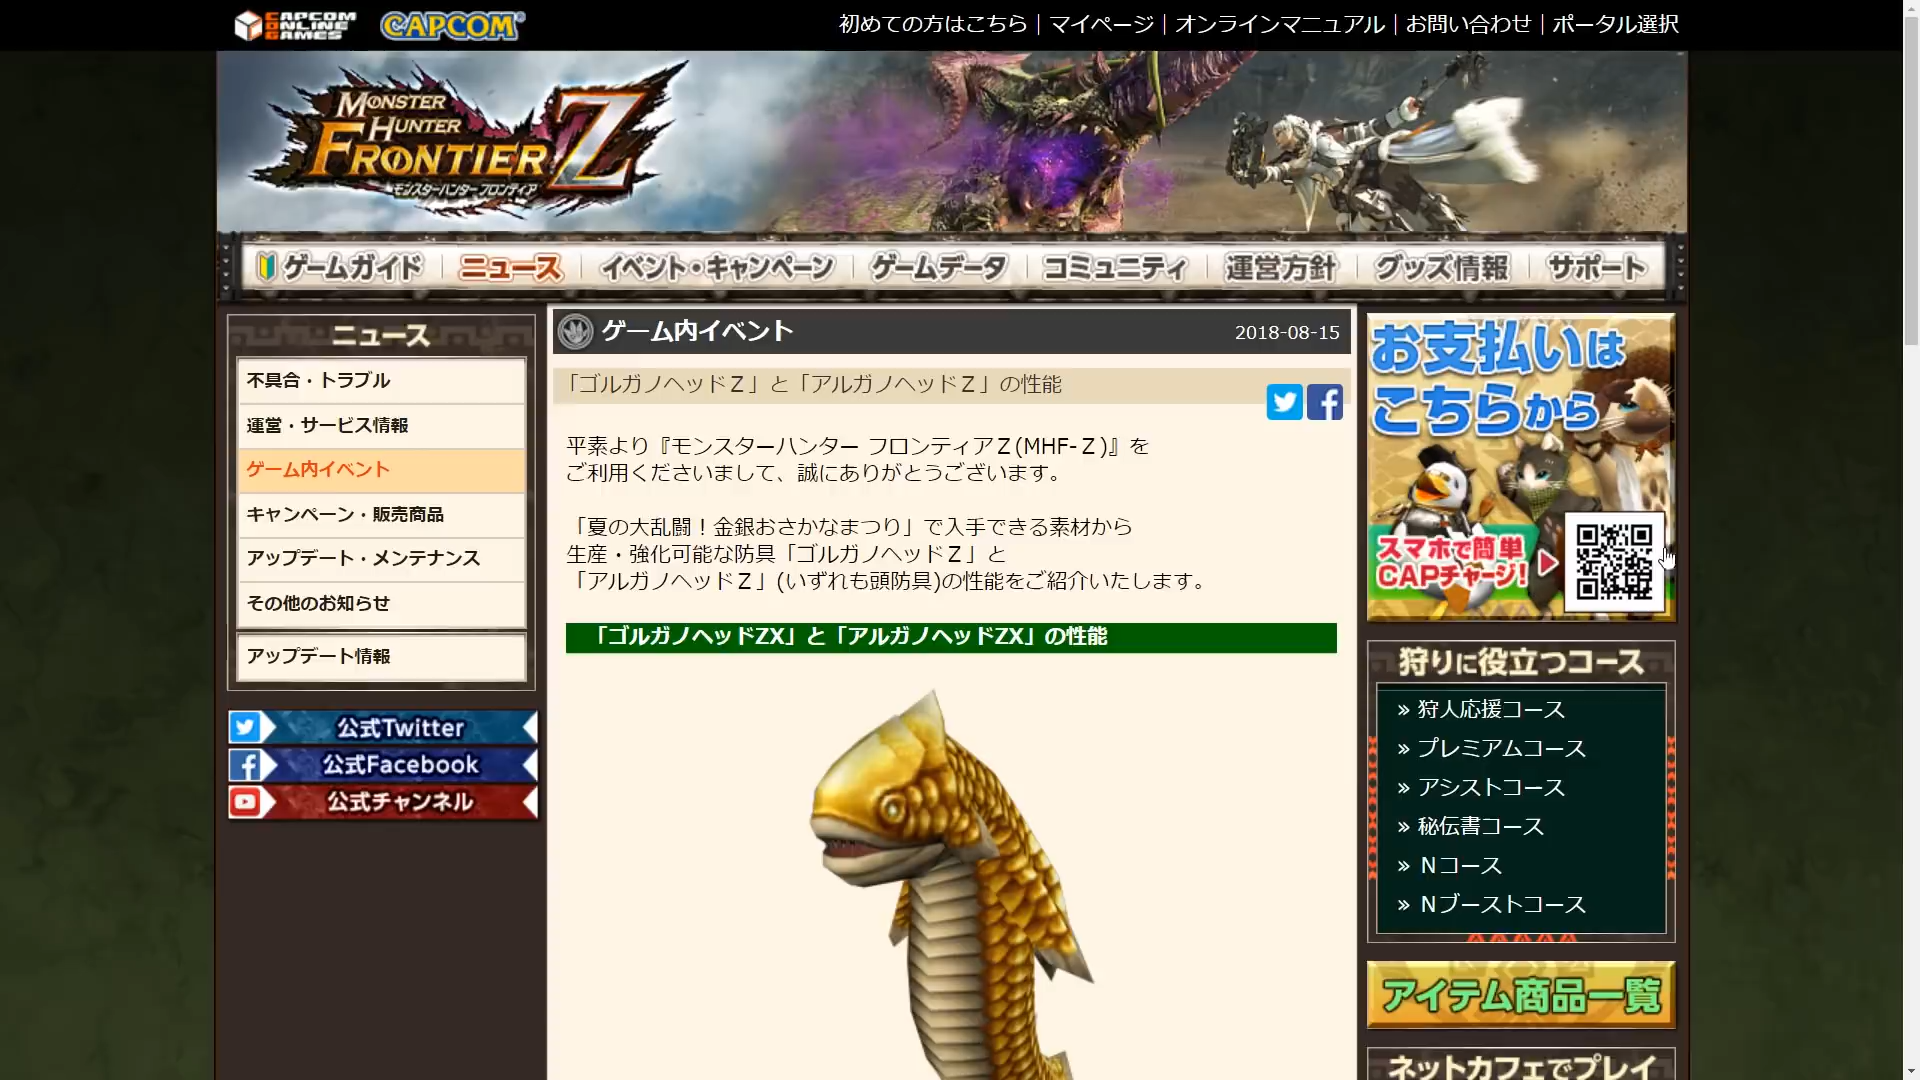 CAPCOM ONLINE GAMES CAPCOM 初めての方はこちら｜マイページ｜オンラインマニュアル｜お問い合わせ｜ポータル選択
MONSTER HUNTER FRONTIER Z
モンスターハンター フロンティア
ゲームガイド ニュース イベント・キャンペーン ゲームデータ コミュニティ 運営方針 グッズ情報 サポート
ニュース
不具合・トラブル
運営・サービス情報
ゲーム内イベント
キャンペーン・販売商品
アップデート・メンテナンス
その他のお知らせ
アップデート情報
公式Twitter
公式Facebook
公式チャンネル
ゲーム内イベント 2018-08-15
「ゴルガノヘッドＺ」と「アルガノヘッドＺ」の性能
平素より『モンスターハンター フロンティアＺ(MHF-Ｚ)』を
ご利用くださいまして、誠にありがとうございます。
「夏の大乱闘！金銀おさかなまつり」で入手できる素材から
生産・強化可能な防具「ゴルガノヘッドＺ」と
「アルガノヘッドＺ」(いずれも頭防具)の性能をご紹介いたします。
「ゴルガノヘッドZX」と「アルガノヘッドZX」の性能
お支払いは
こちらから
スマホで簡単
CAPチャージ!
狩りに役立つコース
» 狩人応援コース
» プレミアムコース
» アシストコース
» 秘伝書コース
» Ｎコース
» Ｎブーストコース
アイテム商品一覧
ネットカフェでプレイ